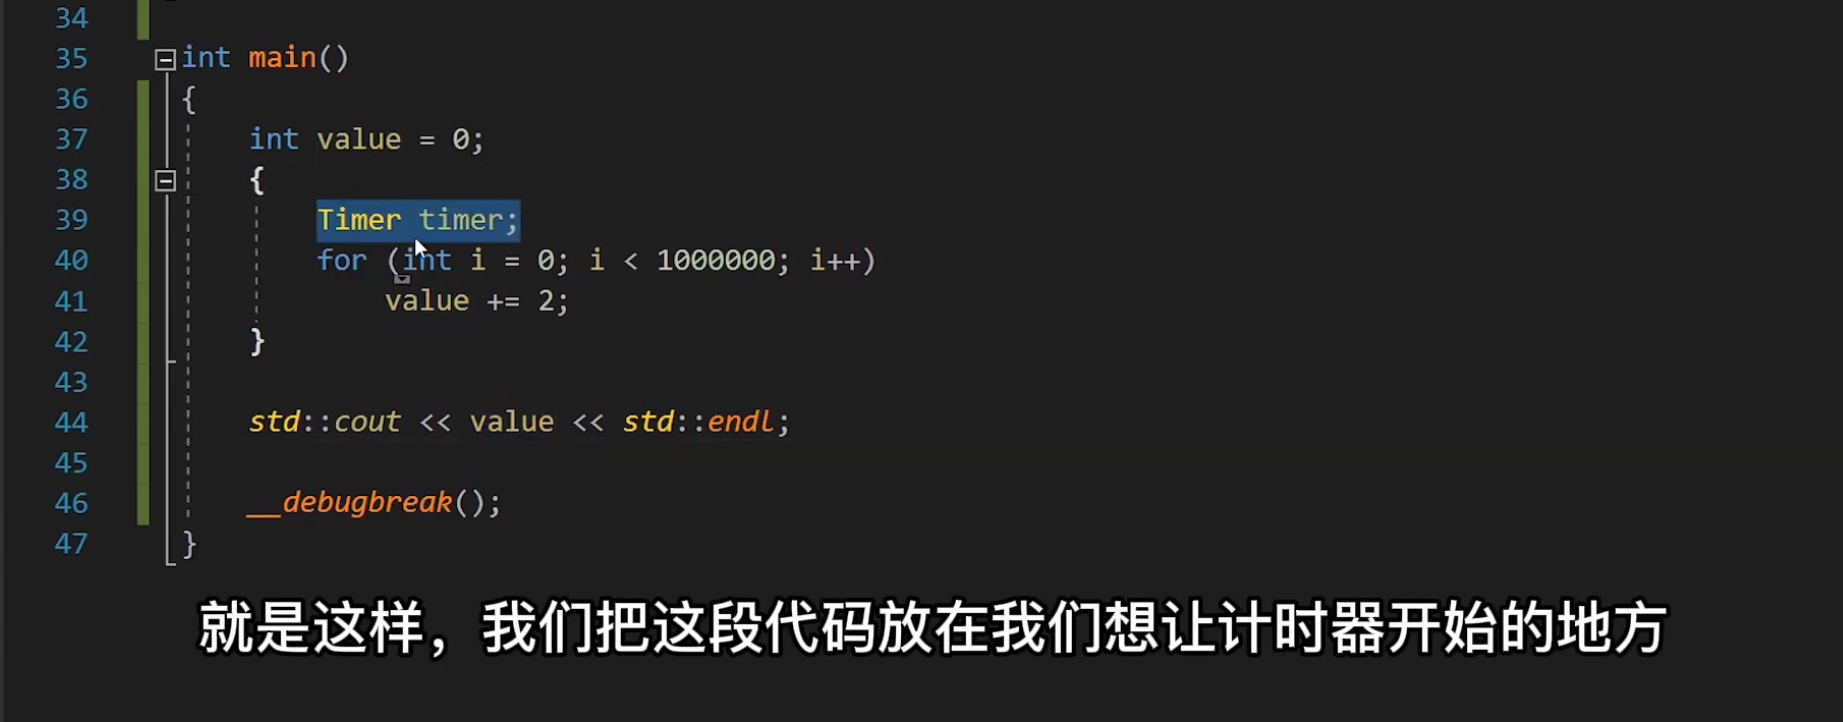 34
35 int main()
36 {
37 int value = 0;
38 {
39 Timer timer;
40 for (int i = 0; i < 1000000; i++)
41 value += 2;
42 }
43
44 std::cout << value << std::endl;
45
46 __debugbreak();
47 }
就是这样，我们把这段代码放在我们想让计时器开始的地方